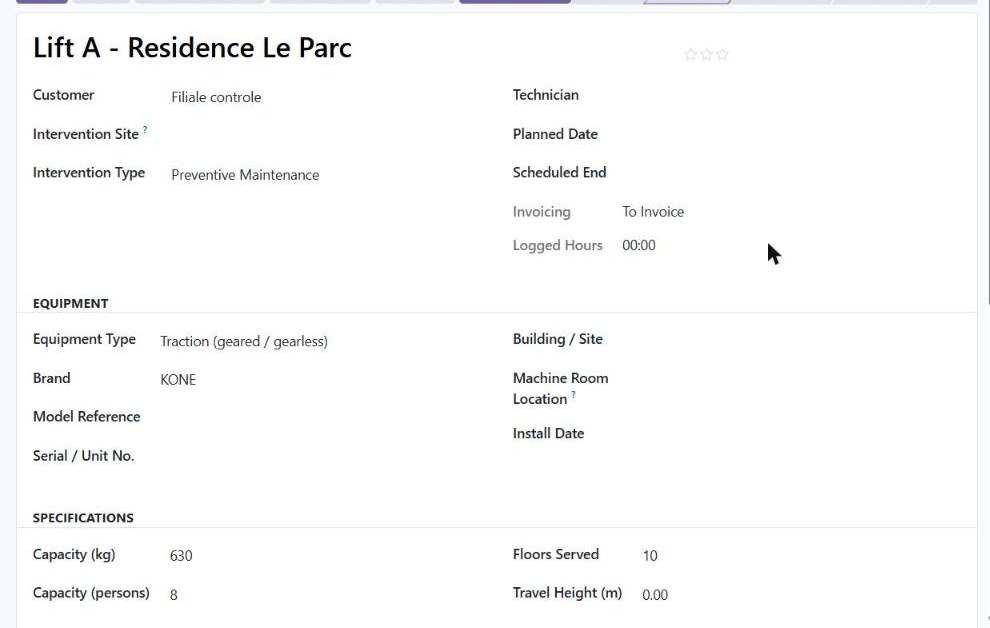 Lift A - Residence Le Parc
Customer Filiale controle
Technician
Intervention Site ?
Planned Date
Intervention Type Preventive Maintenance
Scheduled End
Invoicing To Invoice
Logged Hours 00:00
EQUIPMENT
Equipment Type Traction (geared / gearless)
Building / Site
Brand KONE
Machine Room
Location ?
Model Reference
Install Date
Serial / Unit No.
SPECIFICATIONS
Capacity (kg) 630
Floors Served 10
Capacity (persons) 8
Travel Height (m) 0.00